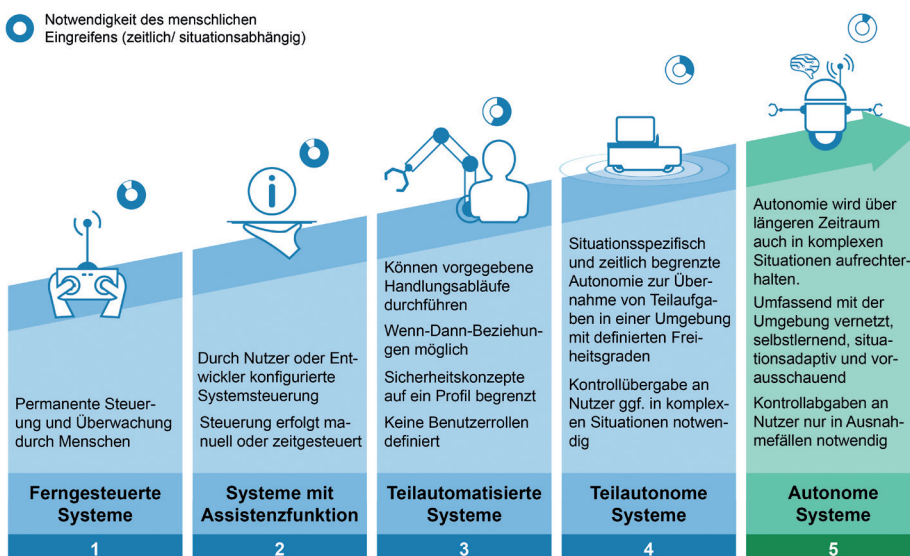 Notwendigkeit des menschlichen
Eingreifens (zeitlich/ situationsabhängig)
Permanente Steuer-
ung und Überwachung
durch Menschen
Ferngesteuerte
Systeme
1
Durch Nutzer oder Ent-
wickler konfigurierte
Systemsteuerung
Steuerung erfolgt ma-
nuell oder zeitgesteuert
Systeme mit
Assistenzfunktion
2
Können vorgegebene
Handlungsabläufe
durchführen
Wenn-Dann-Beziehun-
gen möglich
Sicherheitskonzepte
auf ein Profil begrenzt
Keine Benutzerrollen
definiert
Teilautomatisierte
Systeme
3
Situationsspezifisch
und zeitlich begrenzte
Autonomie zur Über-
nahme von Teilaufga-
ben in einer Umgebung
mit definierten Frei-
heitsgraden
Kontrollübergabe an
Nutzer ggf. in komplex-
en Situationen notwen-
dig
Teilautonome
Systeme
4
Autonomie wird über
längeren Zeitraum
auch in komplexen
Situationen aufrechter-
halten.
Umfassend mit der
Umgebung vernetzt,
selbstlernend, situa-
tionsadaptiv und vor-
ausschauend
Kontrollabgaben an
Nutzer nur in Ausnah-
mefällen notwendig
Autonome
Systeme
5